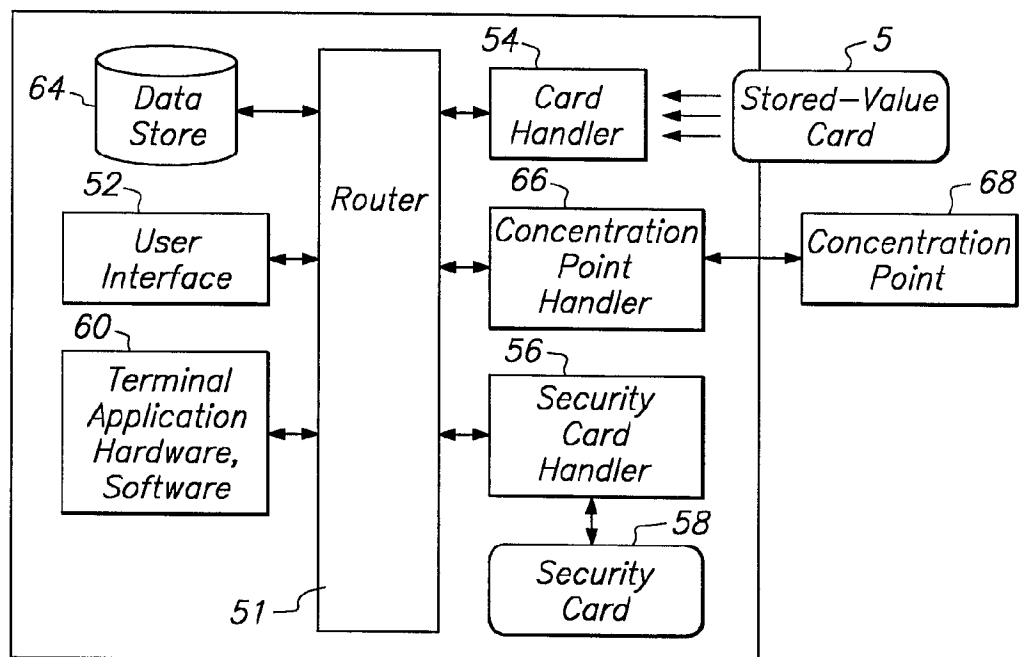 64
Data
Store
52
User
Interface
60
Terminal
Application
Hardware,
Software
Router
51
54
Card
Handler
66
Concentration
Point
Handler
56
Security
Card
Handler
58
Security
Card
5
Stored-Value
Card
68
Concentration
Point